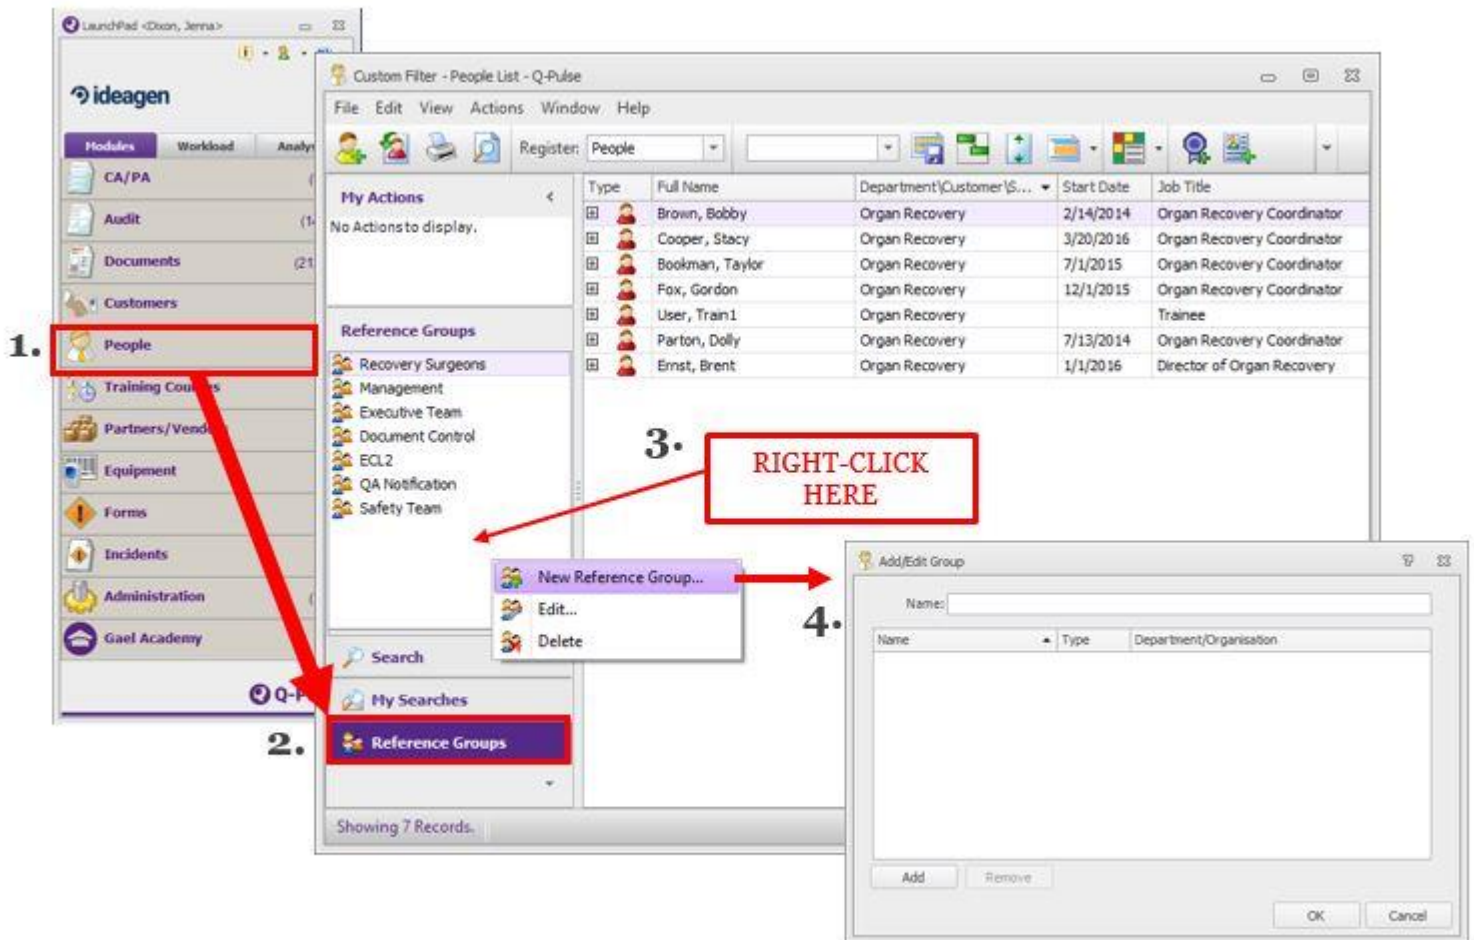 LaunchPad <Dixon, Jenna>
ideagen
Modules Workload
CA/PA
Audit
Documents (21
Customers
1. People
Training Courses
Partners/Vendors
Equipment
Forms
Incidents
Administration
Gael Academy
Custom Filter - People List - Q-Pulse
File Edit View Actions Window Help
Register: People
My Actions
No Actions to display.
Reference Groups
Recovery Surgeons
Management
Executive Team
Document Control
ECL2
QA Notification
Safety Team
Search
My Searches
2. Reference Groups
Showing 7 Records.
Type Full Name Department\Customer\S... Start Date Job Title
Brown, Bobby Organ Recovery 2/14/2014 Organ Recovery Coordinator
Cooper, Stacy Organ Recovery 3/20/2016 Organ Recovery Coordinator
Bookman, Taylor Organ Recovery 7/1/2015 Organ Recovery Coordinator
Fox, Gordon Organ Recovery 12/1/2015 Organ Recovery Coordinator
User, Train1 Organ Recovery Trainee
Parton, Dolly Organ Recovery 7/13/2014 Organ Recovery Coordinator
Ernst, Brent Organ Recovery 1/1/2016 Director of Organ Recovery
3. RIGHT-CLICK
HERE
New Reference Group...
Edit...
Delete
4.
Add/Edit Group
Name:
Name Type Department/Organisation
Add Remove
OK Cancel